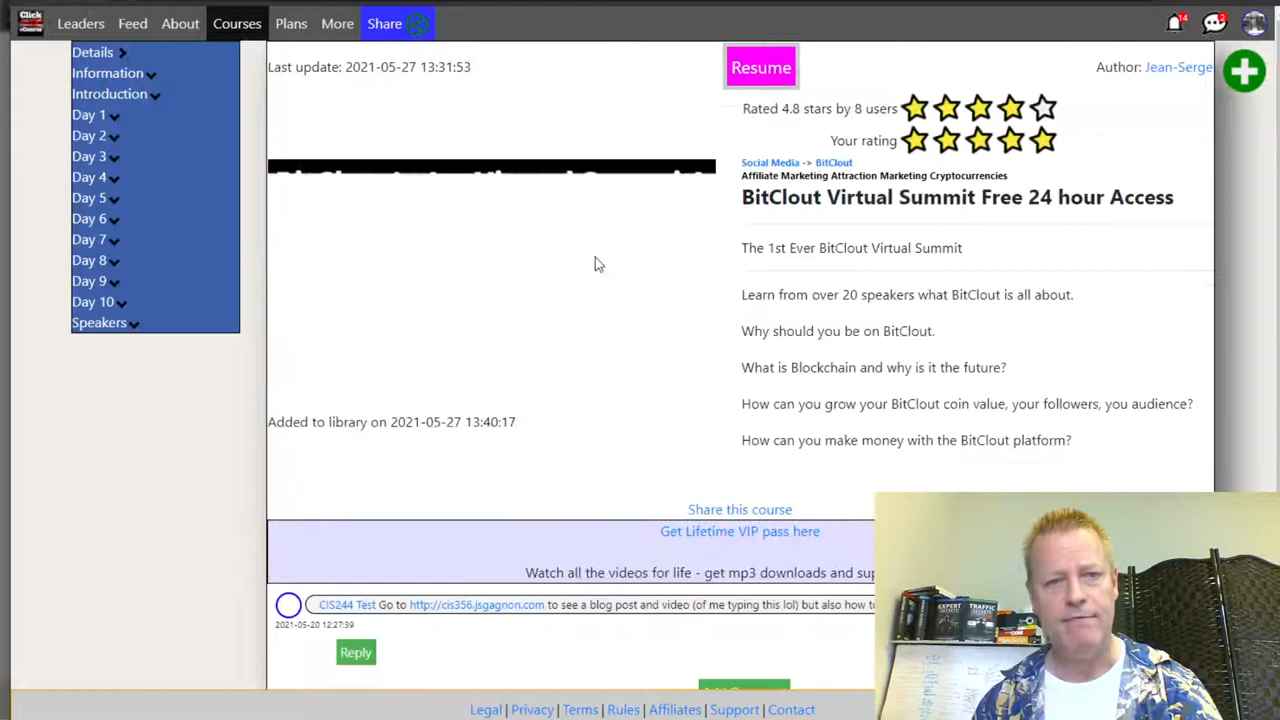 Click
Leaders Feed About Courses Plans More Share
14
2
Details
Information
Introduction
Day 1
Day 2
Day 3
Day 4
Day 5
Day 6
Day 7
Day 8
Day 9
Day 10
Speakers
Last update: 2021-05-27 13:31:53
Added to library on 2021-05-27 13:40:17
Resume
Author: Jean-Serge
Rated 4.8 stars by 8 users
Your rating
Social Media -> BitClout
Affiliate Marketing Attraction Marketing Cryptocurrencies
BitClout Virtual Summit Free 24 hour Access
The 1st Ever BitClout Virtual Summit
Learn from over 20 speakers what BitClout is all about.
Why should you be on BitClout.
What is Blockchain and why is it the future?
How can you grow your BitClout coin value, your followers, you audience?
How can you make money with the BitClout platform?
Share this course
Get Lifetime VIP pass here
Watch all the videos for life - get mp3 downloads and sup
CIS244 Test Go to http://cis356.jsgagnon.com to see a blog post and video (of me typing this lol) but also how to
2021-05-20 12:27:39
Reply
EXPERT SECRETS
TRAFFIC SECRETS
Legal | Privacy | Terms | Rules | Affiliates | Support | Contact